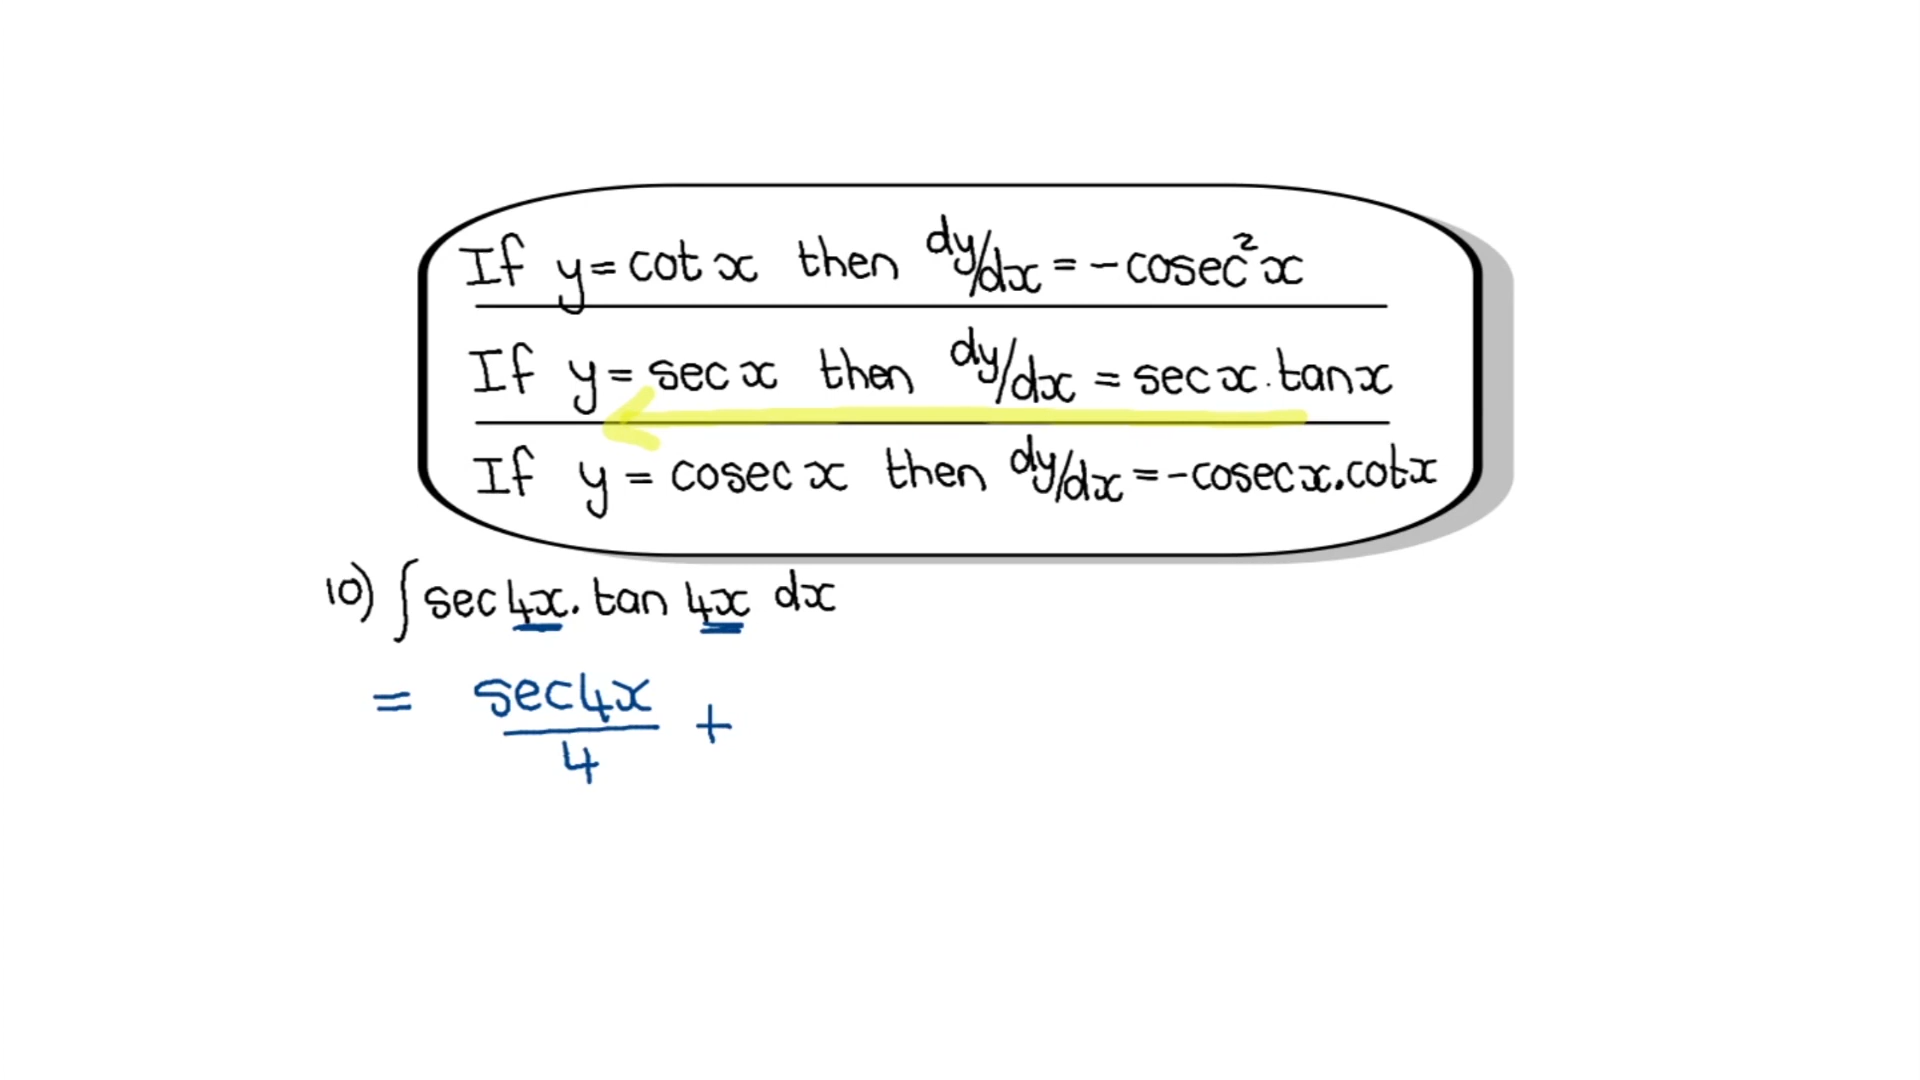 If y = cot x then dy/dx = -cosec²x
If y = sec x then dy/dx = sec x . tan x
If y = cosec x then dy/dx = -cosec x . cot x
10) ∫ sec 4x . tan 4x dx
= sec4x/4 +